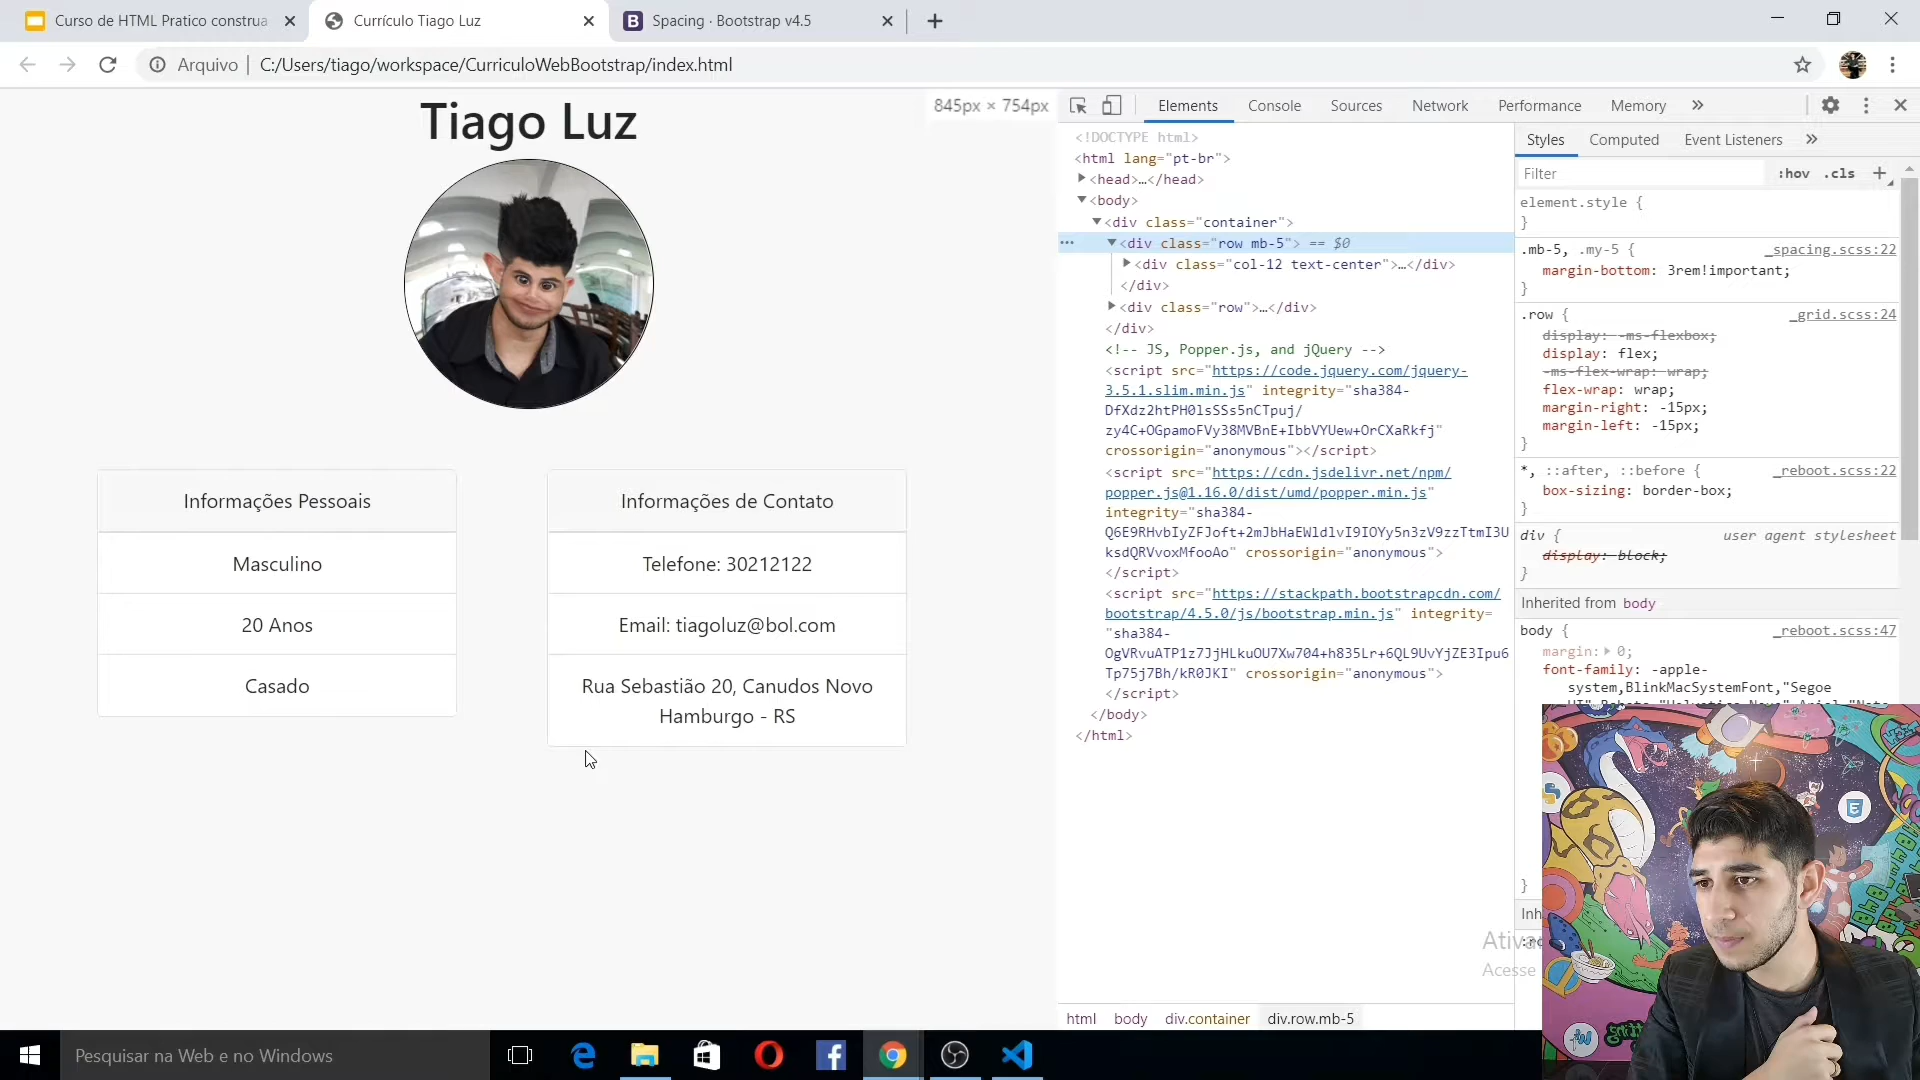 Curso de HTML Pratico construa
Currículo Tiago Luz
B Spacing · Bootstrap v4.5
Arquivo | C:/Users/tiago/workspace/CurriculoWebBootstrap/index.html
Tiago Luz
845px × 754px
Informações Pessoais
Masculino
20 Anos
Casado
Informações de Contato
Telefone: 30212122
Email: tiagoluz@bol.com
Rua Sebastião 20, Canudos Novo
Hamburgo - RS
Elements Console Sources Network Performance Memory »
<!DOCTYPE html>
<html lang="pt-br">
<head>…</head>
<body>
<div class="container">
<div class="row mb-5"> == $0
<div class="col-12 text-center">…</div>
</div>
<div class="row">…</div>
</div>
<!-- JS, Popper.js, and jQuery -->
<script src="https://code.jquery.com/jquery-
3.5.1.slim.min.js" integrity="sha384-
DfXdz2htPH0lsSSs5nCTpuj/
zy4C+OGpamoFVy38MVBnE+IbbVYUew+OrCXaRkfj"
crossorigin="anonymous"></script>
<script src="https://cdn.jsdelivr.net/npm/
popper.js@1.16.0/dist/umd/popper.min.js"
integrity="sha384-
Q6E9RHvbIyZFJoft+2mJbHaEWldlvI9IOYy5n3zV9zzTtmI3U
ksdQRVvoxMfooAo" crossorigin="anonymous">
</script>
<script src="https://stackpath.bootstrapcdn.com/
bootstrap/4.5.0/js/bootstrap.min.js" integrity=
"sha384-
OgVRvuATP1z7JjHLkuOU7Xw704+h835Lr+6QL9UvYjZE3Ipu6
Tp75j7Bh/kR0JKI" crossorigin="anonymous">
</script>
</body>
</html>
html body div.container div.row.mb-5
Styles Computed Event Listeners »
Filter :hov .cls +
element.style {
}
.mb-5, .my-5 { _spacing.scss:22
margin-bottom: 3rem!important;
}
.row { _grid.scss:24
display: -ms-flexbox;
display: flex;
-ms-flex-wrap: wrap;
flex-wrap: wrap;
margin-right: -15px;
margin-left: -15px;
}
*, ::after, ::before { _reboot.scss:22
box-sizing: border-box;
}
div { user agent stylesheet
display: block;
}
Inherited from body
body { _reboot.scss:47
margin: 0;
font-family: -apple-
system,BlinkMacSystemFont,"Segoe
}
Inh
Ativa
Acesse
Pesquisar na Web e no Windows